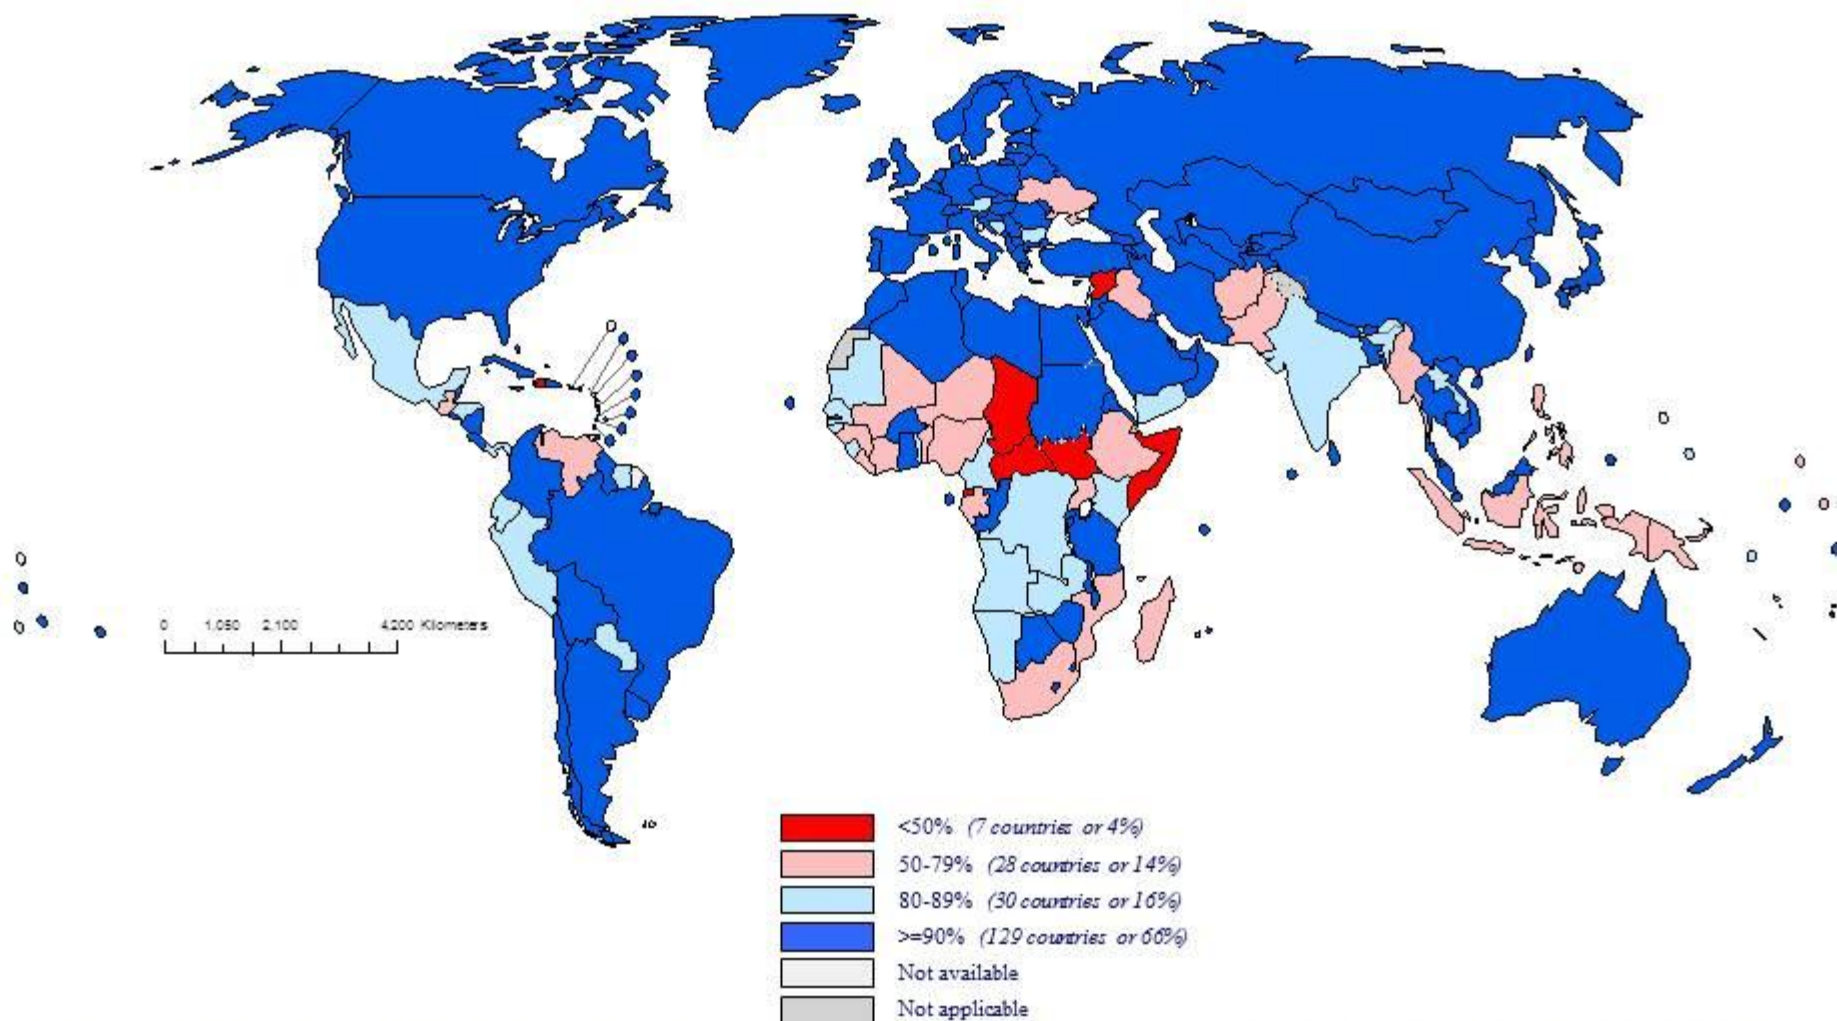 0 1,050 2,100 4,200 Kilometers
<50% (7 countries or 4%)
50-79% (28 countries or 14%)
80-89% (30 countries or 16%)
>=90% (129 countries or 66%)
Not available
Not applicable